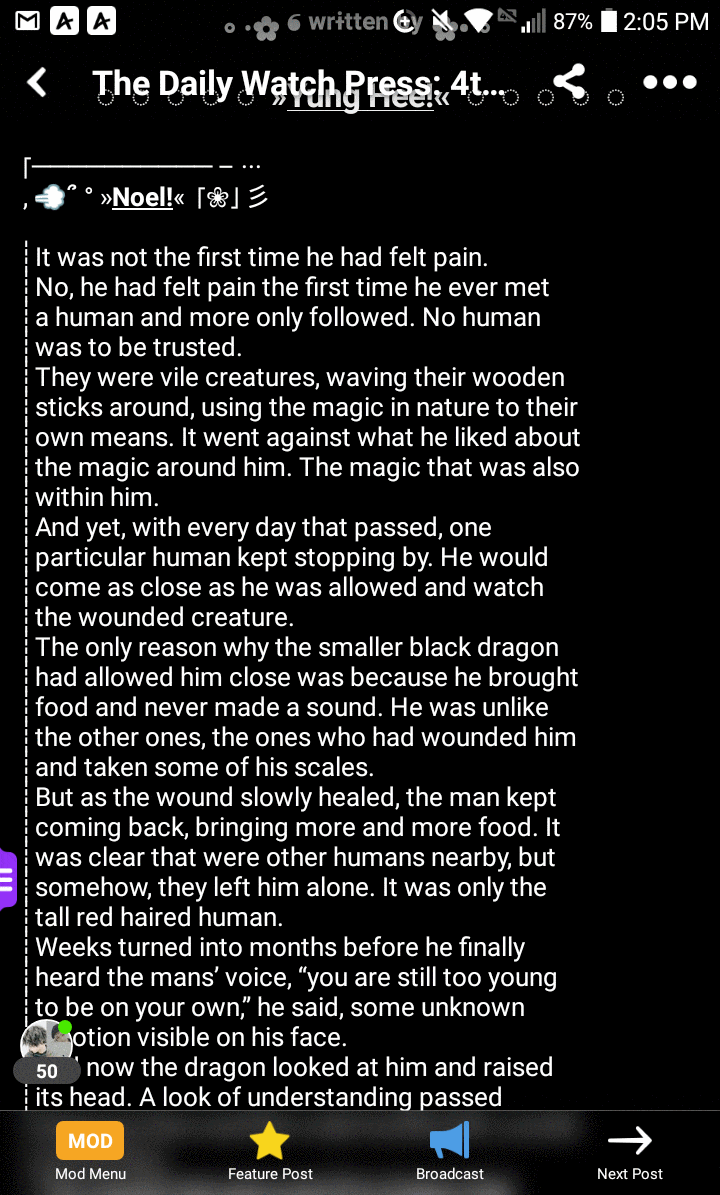 6 written by
87% 2:05 PM
The Daily Watch Press: 4t...
»Yung Hee!«
, 💨 ° »Noel!« 「❀」彡
It was not the first time he had felt pain.
No, he had felt pain the first time he ever met
a human and more only followed. No human
was to be trusted.
They were vile creatures, waving their wooden
sticks around, using the magic in nature to their
own means. It went against what he liked about
the magic around him. The magic that was also
within him.
And yet, with every day that passed, one
particular human kept stopping by. He would
come as close as he was allowed and watch
the wounded creature.
The only reason why the smaller black dragon
had allowed him close was because he brought
food and never made a sound. He was unlike
the other ones, the ones who had wounded him
and taken some of his scales.
But as the wound slowly healed, the man kept
coming back, bringing more and more food. It
was clear that were other humans nearby, but
somehow, they left him alone. It was only the
tall red haired human.
Weeks turned into months before he finally
heard the mans’ voice, “you are still too young
to be on your own,” he said, some unknown
otion visible on his face.
now the dragon looked at him and raised
its head. A look of understanding passed
50
MOD
Mod Menu
Feature Post
Broadcast
Next Post